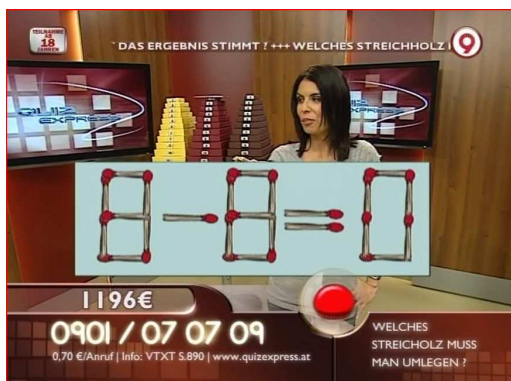 TEILNAHME
AB
18
JAHREN
DAS ERGEBNIS STIMMT ? +++ WELCHES STREICHHOLZ
9
QUIZ
EXPRESS
8-8=0
1196€
0901 / 07 07 09
0,70 €/Anruf | Info: VTXT S.890 | www.quizexpress.at
WELCHES
STREICHOLZ MUSS
MAN UMLEGEN ?